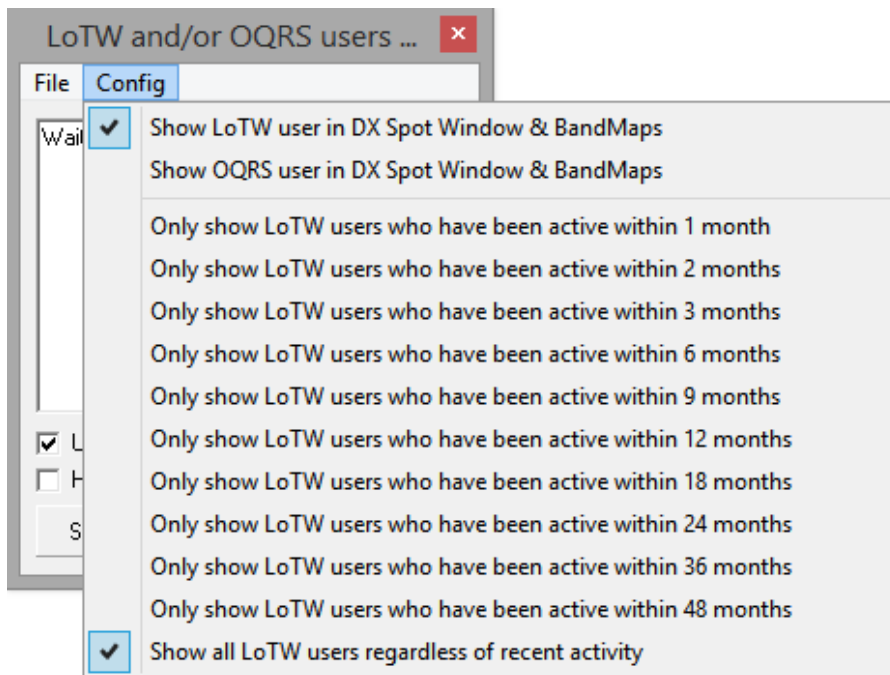 LoTW and/or OQRS users ...
File Config
Show LoTW user in DX Spot Window & BandMaps
Show OQRS user in DX Spot Window & BandMaps
Only show LoTW users who have been active within 1 month
Only show LoTW users who have been active within 2 months
Only show LoTW users who have been active within 3 months
Only show LoTW users who have been active within 6 months
Only show LoTW users who have been active within 9 months
Only show LoTW users who have been active within 12 months
Only show LoTW users who have been active within 18 months
Only show LoTW users who have been active within 24 months
Only show LoTW users who have been active within 36 months
Only show LoTW users who have been active within 48 months
Show all LoTW users regardless of recent activity